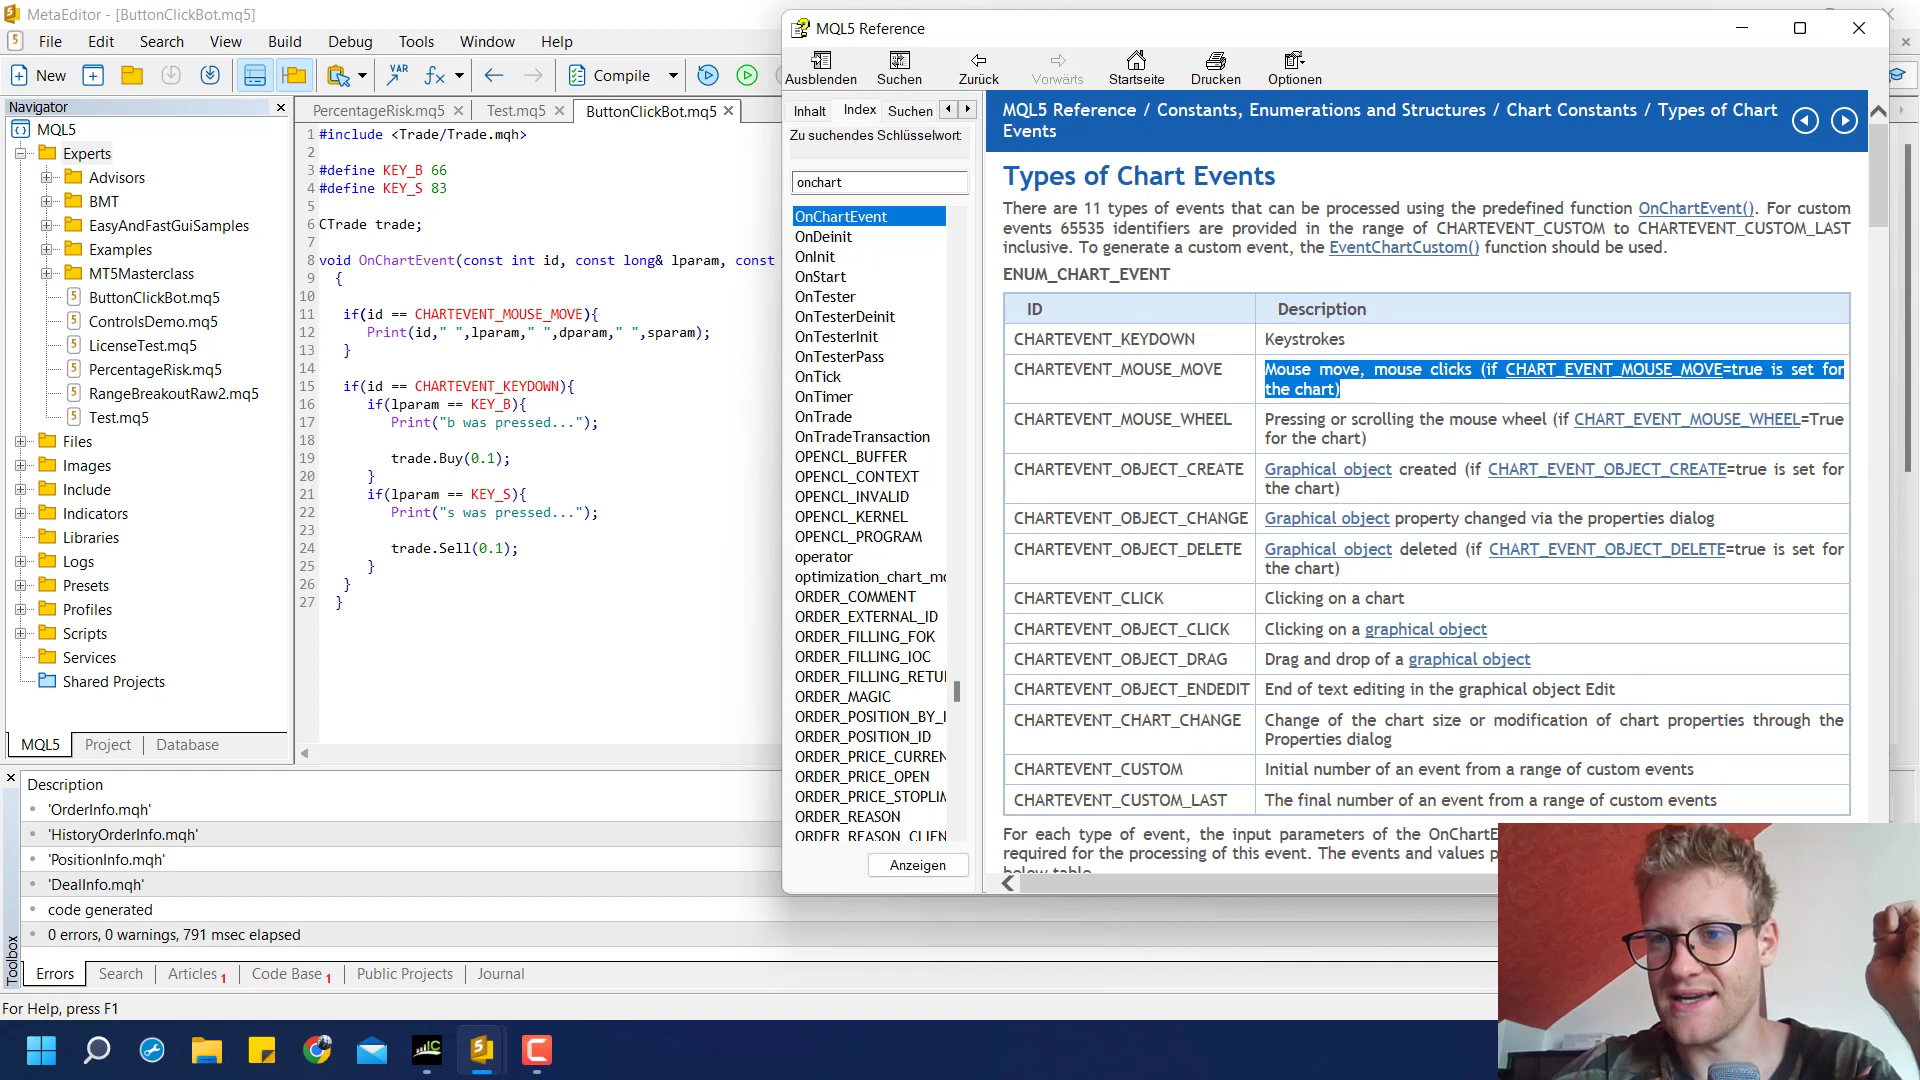 MetaEditor - [ButtonClickBot.mq5]
File Edit Search View Build Debug Tools Window Help
New
VAR
Compile
Navigator
MQL5
Experts
Advisors
BMT
EasyAndFastGuiSamples
Examples
MT5Masterclass
ButtonClickBot.mq5
ControlsDemo.mq5
LicenseTest.mq5
PercentageRisk.mq5
RangeBreakoutRaw2.mq5
Test.mq5
Files
Images
Include
Indicators
Libraries
Logs
Presets
Profiles
Scripts
Services
Shared Projects
MQL5 Project Database
PercentageRisk.mq5 Test.mq5 ButtonClickBot.mq5
1 #include <Trade/Trade.mqh>
2
3 #define KEY_B 66
4 #define KEY_S 83
5
6 CTrade trade;
7
8 void OnChartEvent(const int id, const long& lparam, const
9 {
10
11 if(id == CHARTEVENT_MOUSE_MOVE){
12 Print(id," ",lparam," ",dparam," ",sparam);
13 }
14
15 if(id == CHARTEVENT_KEYDOWN){
16 if(lparam == KEY_B){
17 Print("b was pressed...");
18
19 trade.Buy(0.1);
20 }
21 if(lparam == KEY_S){
22 Print("s was pressed...");
23
24 trade.Sell(0.1);
25 }
26 }
27 }
MQL5 Reference
Ausblenden Suchen Zurück Vorwärts Startseite Drucken Optionen
Inhalt Index Suchen
Zu suchendes Schlüsselwort
onchart
OnChartEvent
OnDeinit
OnInit
OnStart
OnTester
OnTesterDeinit
OnTesterInit
OnTesterPass
OnTick
OnTimer
OnTrade
OnTradeTransaction
OPENCL_BUFFER
OPENCL_CONTEXT
OPENCL_INVALID
OPENCL_KERNEL
OPENCL_PROGRAM
operator
optimization_chart_mo
ORDER_COMMENT
ORDER_EXTERNAL_ID
ORDER_FILLING_FOK
ORDER_FILLING_IOC
ORDER_FILLING_RETU
ORDER_MAGIC
ORDER_POSITION_BY_I
ORDER_POSITION_ID
ORDER_PRICE_CURREN
ORDER_PRICE_OPEN
ORDER_PRICE_STOPLIM
ORDER_REASON
ORDER_REASON_CLIEN
Anzeigen
MQL5 Reference / Constants, Enumerations and Structures / Chart Constants / Types of Chart
Events
Types of Chart Events
There are 11 types of events that can be processed using the predefined function OnChartEvent(). For custom
events 65535 identifiers are provided in the range of CHARTEVENT_CUSTOM to CHARTEVENT_CUSTOM_LAST
inclusive. To generate a custom event, the EventChartCustom() function should be used.
ENUM_CHART_EVENT
ID Description
CHARTEVENT_KEYDOWN Keystrokes
CHARTEVENT_MOUSE_MOVE Mouse move, mouse clicks (if CHART_EVENT_MOUSE_MOVE=true is set for
the chart)
CHARTEVENT_MOUSE_WHEEL Pressing or scrolling the mouse wheel (if CHART_EVENT_MOUSE_WHEEL=True
for the chart)
CHARTEVENT_OBJECT_CREATE Graphical object created (if CHART_EVENT_OBJECT_CREATE=true is set for
the chart)
CHARTEVENT_OBJECT_CHANGE Graphical object property changed via the properties dialog
CHARTEVENT_OBJECT_DELETE Graphical object deleted (if CHART_EVENT_OBJECT_DELETE=true is set for
the chart)
CHARTEVENT_CLICK Clicking on a chart
CHARTEVENT_OBJECT_CLICK Clicking on a graphical object
CHARTEVENT_OBJECT_DRAG Drag and drop of a graphical object
CHARTEVENT_OBJECT_ENDEDIT End of text editing in the graphical object Edit
CHARTEVENT_CHART_CHANGE Change of the chart size or modification of chart properties through the
Properties dialog
CHARTEVENT_CUSTOM Initial number of an event from a range of custom events
CHARTEVENT_CUSTOM_LAST The final number of an event from a range of custom events
For each type of event, the input parameters of the OnChartE
required for the processing of this event. The events and values p
below table.
Description
'OrderInfo.mqh'
'HistoryOrderInfo.mqh'
'PositionInfo.mqh'
'DealInfo.mqh'
code generated
0 errors, 0 warnings, 791 msec elapsed
Toolbox
Errors Search Articles 1 Code Base 1 Public Projects Journal
For Help, press F1